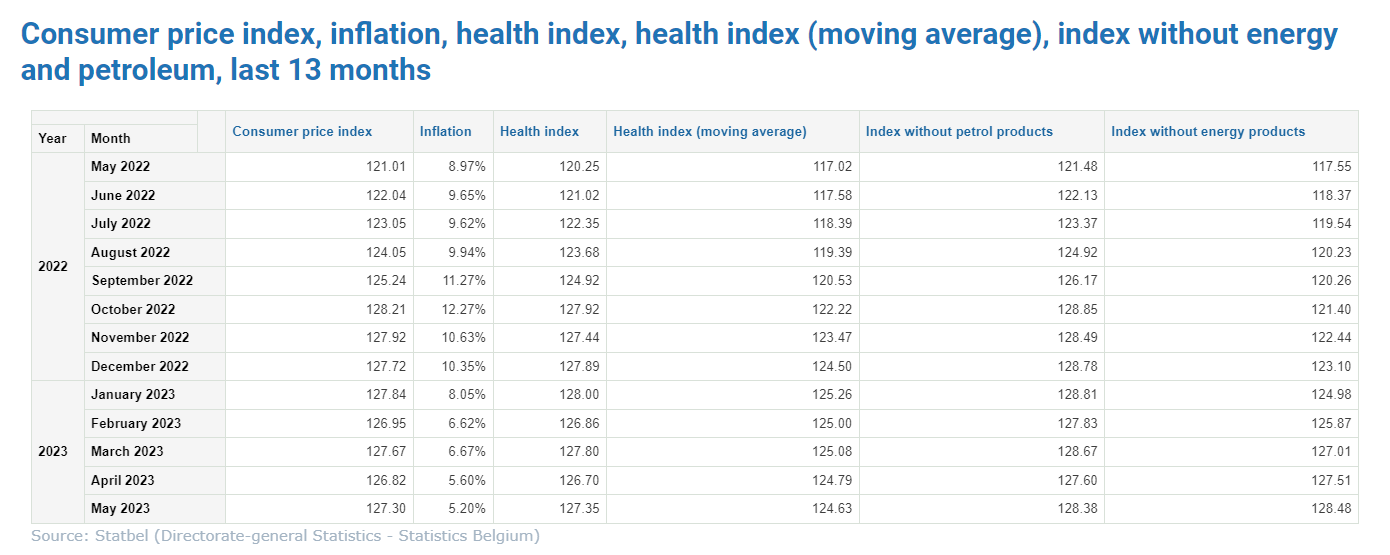 Consumer price index, inflation, health index, health index (moving average), index without energy
and petroleum, last 13 months
Year Month Consumer price index Inflation Health index Health index (moving average) Index without petrol products Index without energy products
2022 May 2022 121.01 8.97% 120.25 117.02 121.48 117.55
June 2022 122.04 9.65% 121.02 117.58 122.13 118.37
July 2022 123.05 9.62% 122.35 118.39 123.37 119.54
August 2022 124.05 9.94% 123.68 119.39 124.92 120.23
September 2022 125.24 11.27% 124.92 120.53 126.17 120.26
October 2022 128.21 12.27% 127.92 122.22 128.85 121.40
November 2022 127.92 10.63% 127.44 123.47 128.49 122.44
December 2022 127.72 10.35% 127.89 124.50 128.78 123.10
2023 January 2023 127.84 8.05% 128.00 125.26 128.81 124.98
February 2023 126.95 6.62% 126.86 125.00 127.83 125.87
March 2023 127.67 6.67% 127.80 125.08 128.67 127.01
April 2023 126.82 5.60% 126.70 124.79 127.60 127.51
May 2023 127.30 5.20% 127.35 124.63 128.38 128.48
Source: Statbel (Directorate-general Statistics - Statistics Belgium)